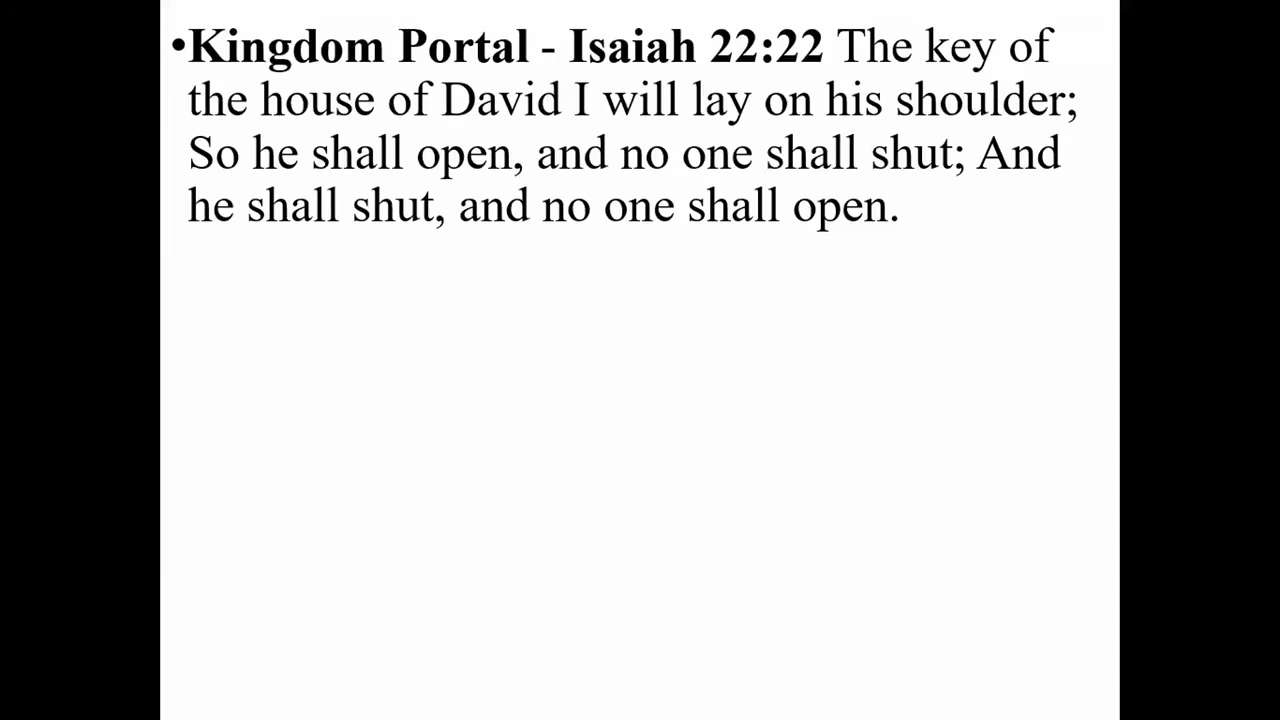 •Kingdom Portal - Isaiah 22:22 The key of
the house of David I will lay on his shoulder;
So he shall open, and no one shall shut; And
he shall shut, and no one shall open.